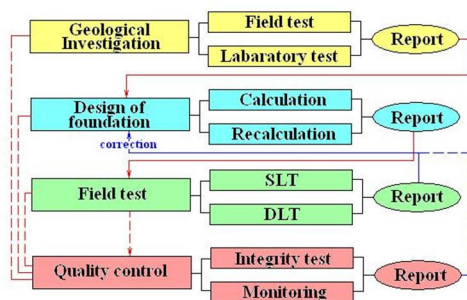 Geological
Investigation
Field test
Labaratory test
Report
Design of
foundation
Calculation
Recalculation
Report
correction
Field test
SLT
DLT
Report
Quality control
Integrity test
Monitoring
Report